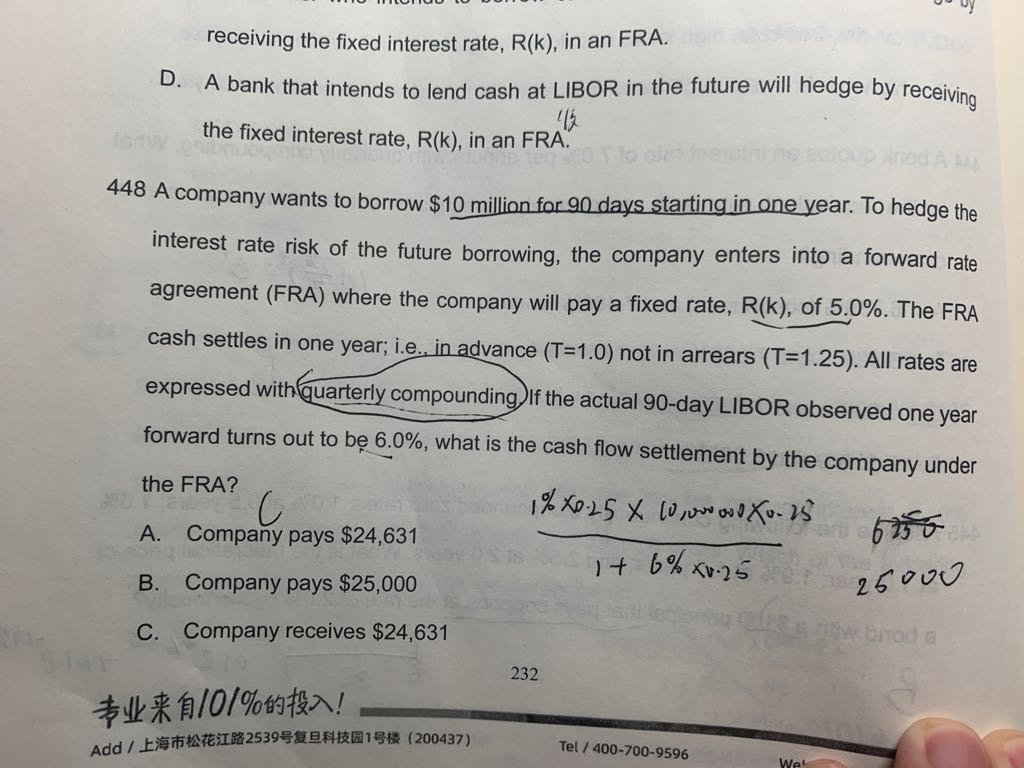 receiving the fixed interest rate, R(k), in an FRA.
D. A bank that intends to lend cash at LIBOR in the future will hedge by receiving
the fixed interest rate, R(k), in an FRA.
448 A company wants to borrow $10 million for 90 days starting in one year. To hedge the
interest rate risk of the future borrowing, the company enters into a forward rate
agreement (FRA) where the company will pay a fixed rate, R(k), of 5.0%. The FRA
cash settles in one year; i.e., in advance (T=1.0) not in arrears (T=1.25). All rates are
expressed with quarterly compounding. If the actual 90-day LIBOR observed one year
forward turns out to be 6.0%, what is the cash flow settlement by the company under
the FRA?
C
1% X0.25 X 10,000000X0.25
1+ 6% X0.25
25000
A. Company pays $24,631
B. Company pays $25,000
C. Company receives $24,631
232
专业来自101%的投入!
Add / 上海市松花江路2539号复旦科技园1号楼 (200437)
Tel / 400-700-9596